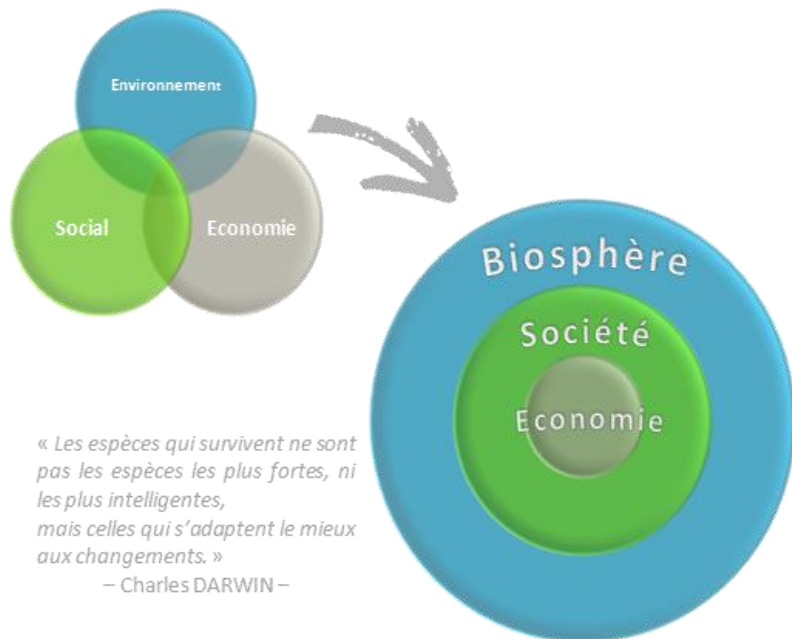 Environnement
Social
Economie
Biosphère
Société
Economie
« Les espèces qui survivent ne sont
pas les espèces les plus fortes, ni
les plus intelligentes,
mais celles qui s’adaptent le mieux
aux changements. »
– Charles DARWIN –